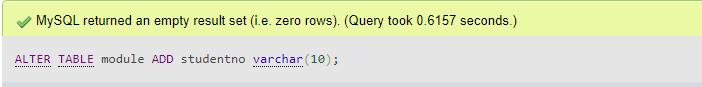 MySQL returned an empty result set (i.e. zero rows). (Query took 0.6157 seconds.)
ALTER TABLE module ADD studentno varchar(10);